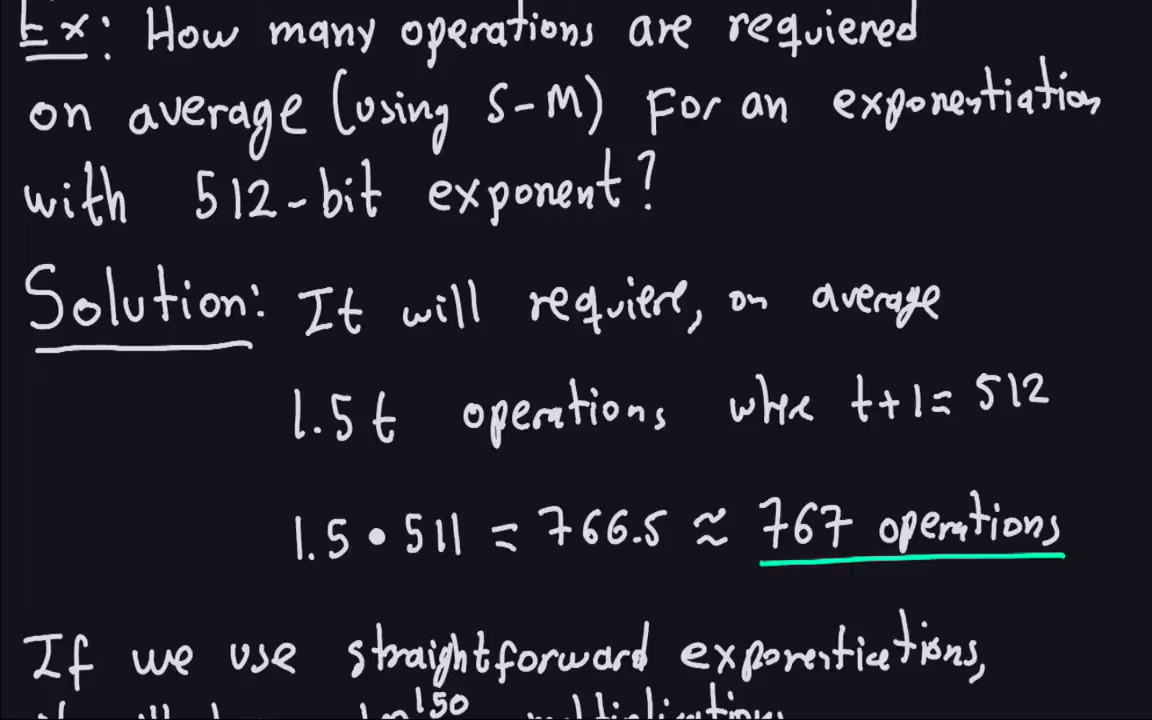 Ex: How many operations are requiered
on average (using S-M) for an exponentiation
with 512-bit exponent?
Solution: It will requiere, on average
1.5t operations where t+1= 512
1.5 • 511 = 766.5 ≈ 767 operations
If we use straightforward exponentiations,
150